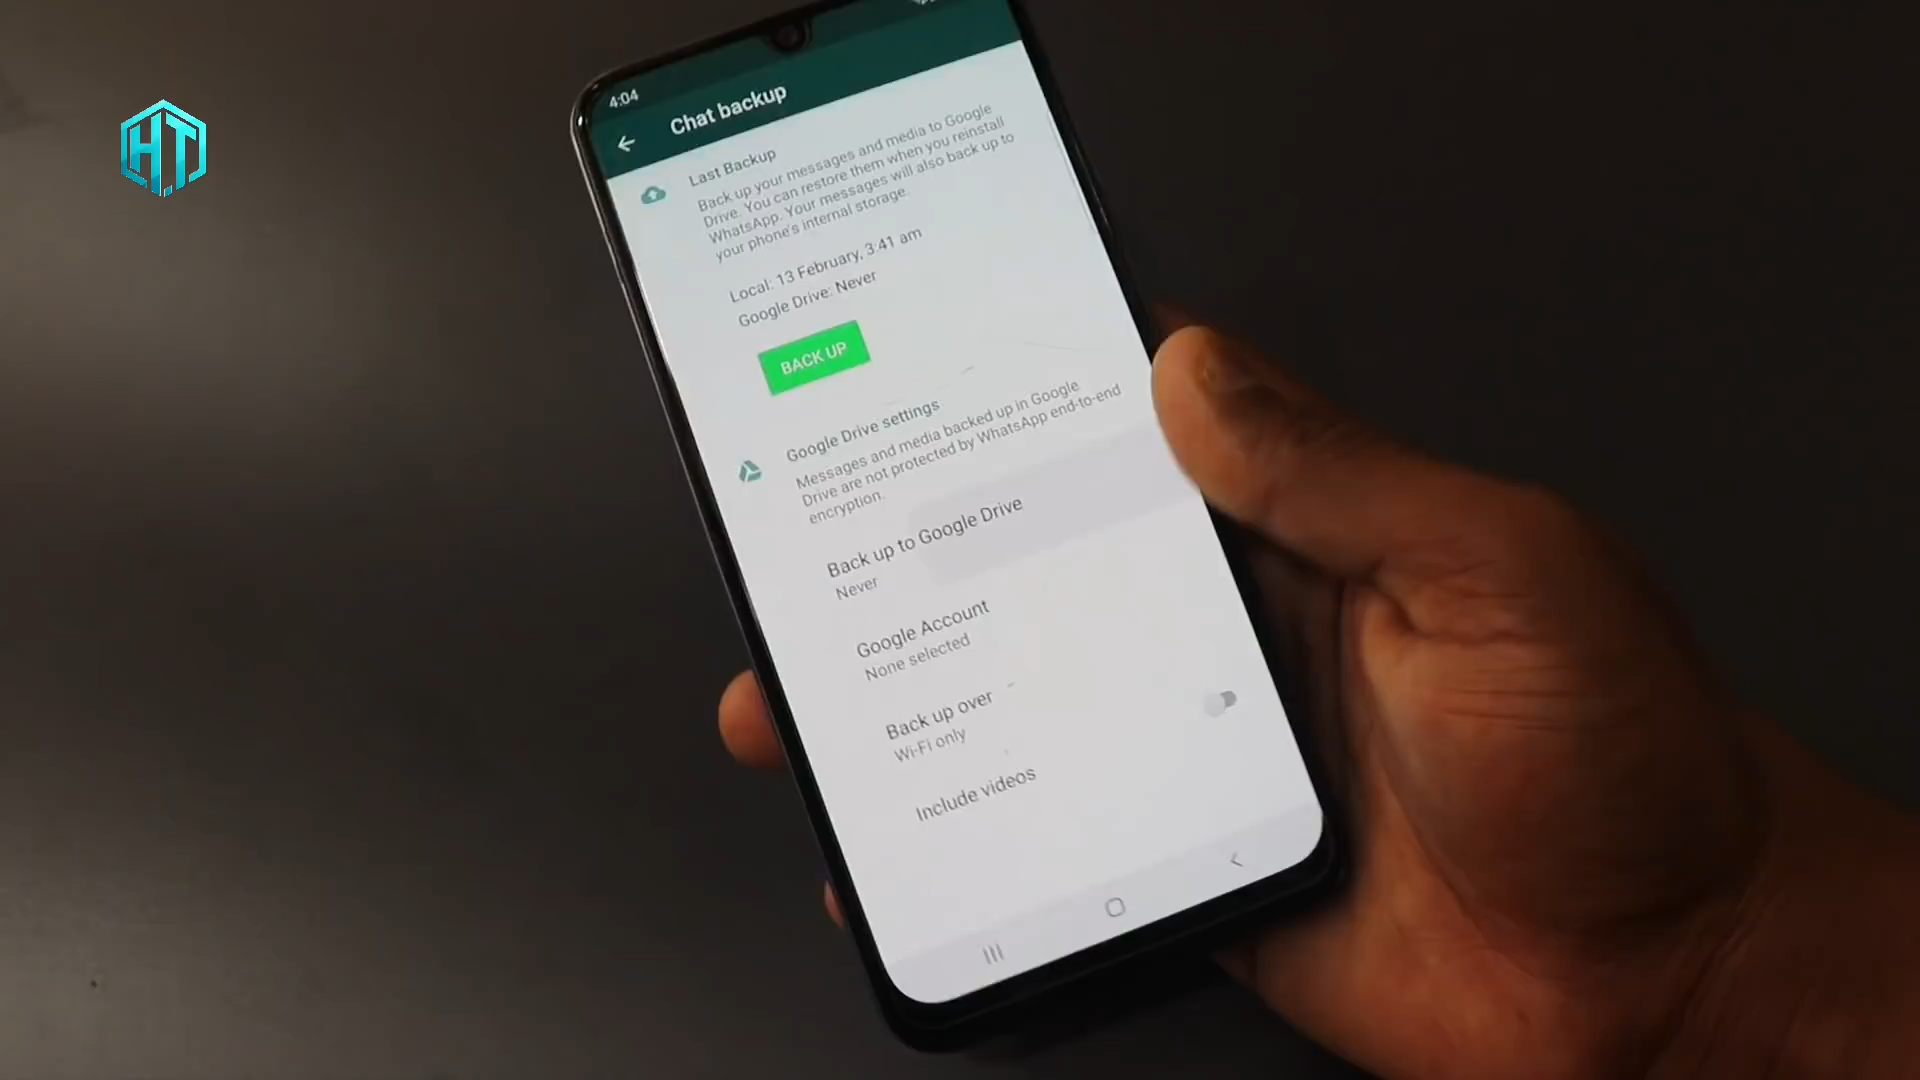 HT
4:04
Chat backup
Last Backup
Back up your messages and media to Google
Drive. You can restore them when you reinstall
WhatsApp. Your messages will also back up to
your phone's internal storage.
Local: 13 February, 3:41 am
Google Drive: Never
BACK UP
Google Drive settings
Messages and media backed up in Google
Drive are not protected by WhatsApp end-to-end
encryption.
Back up to Google Drive
Never
Google Account
None selected
Back up over
Wi-Fi only
Include videos